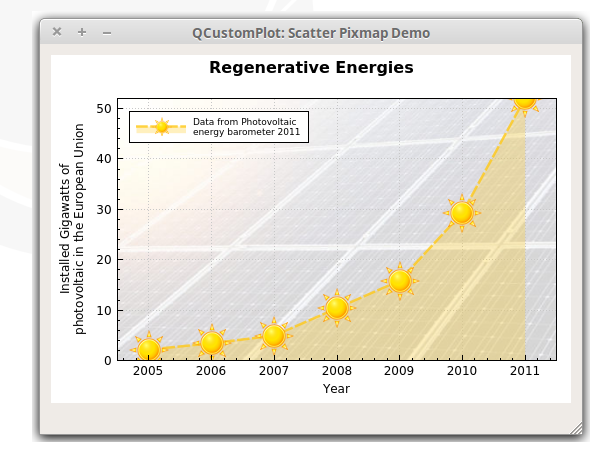 QCustomPlot: Scatter Pixmap Demo
Regenerative Energies
Data from Photovoltaic
energy barometer 2011
Installed Gigawatts of
photovoltaic in the European Union
50
40
30
20
10
0
2005 2006 2007 2008 2009 2010 2011
Year